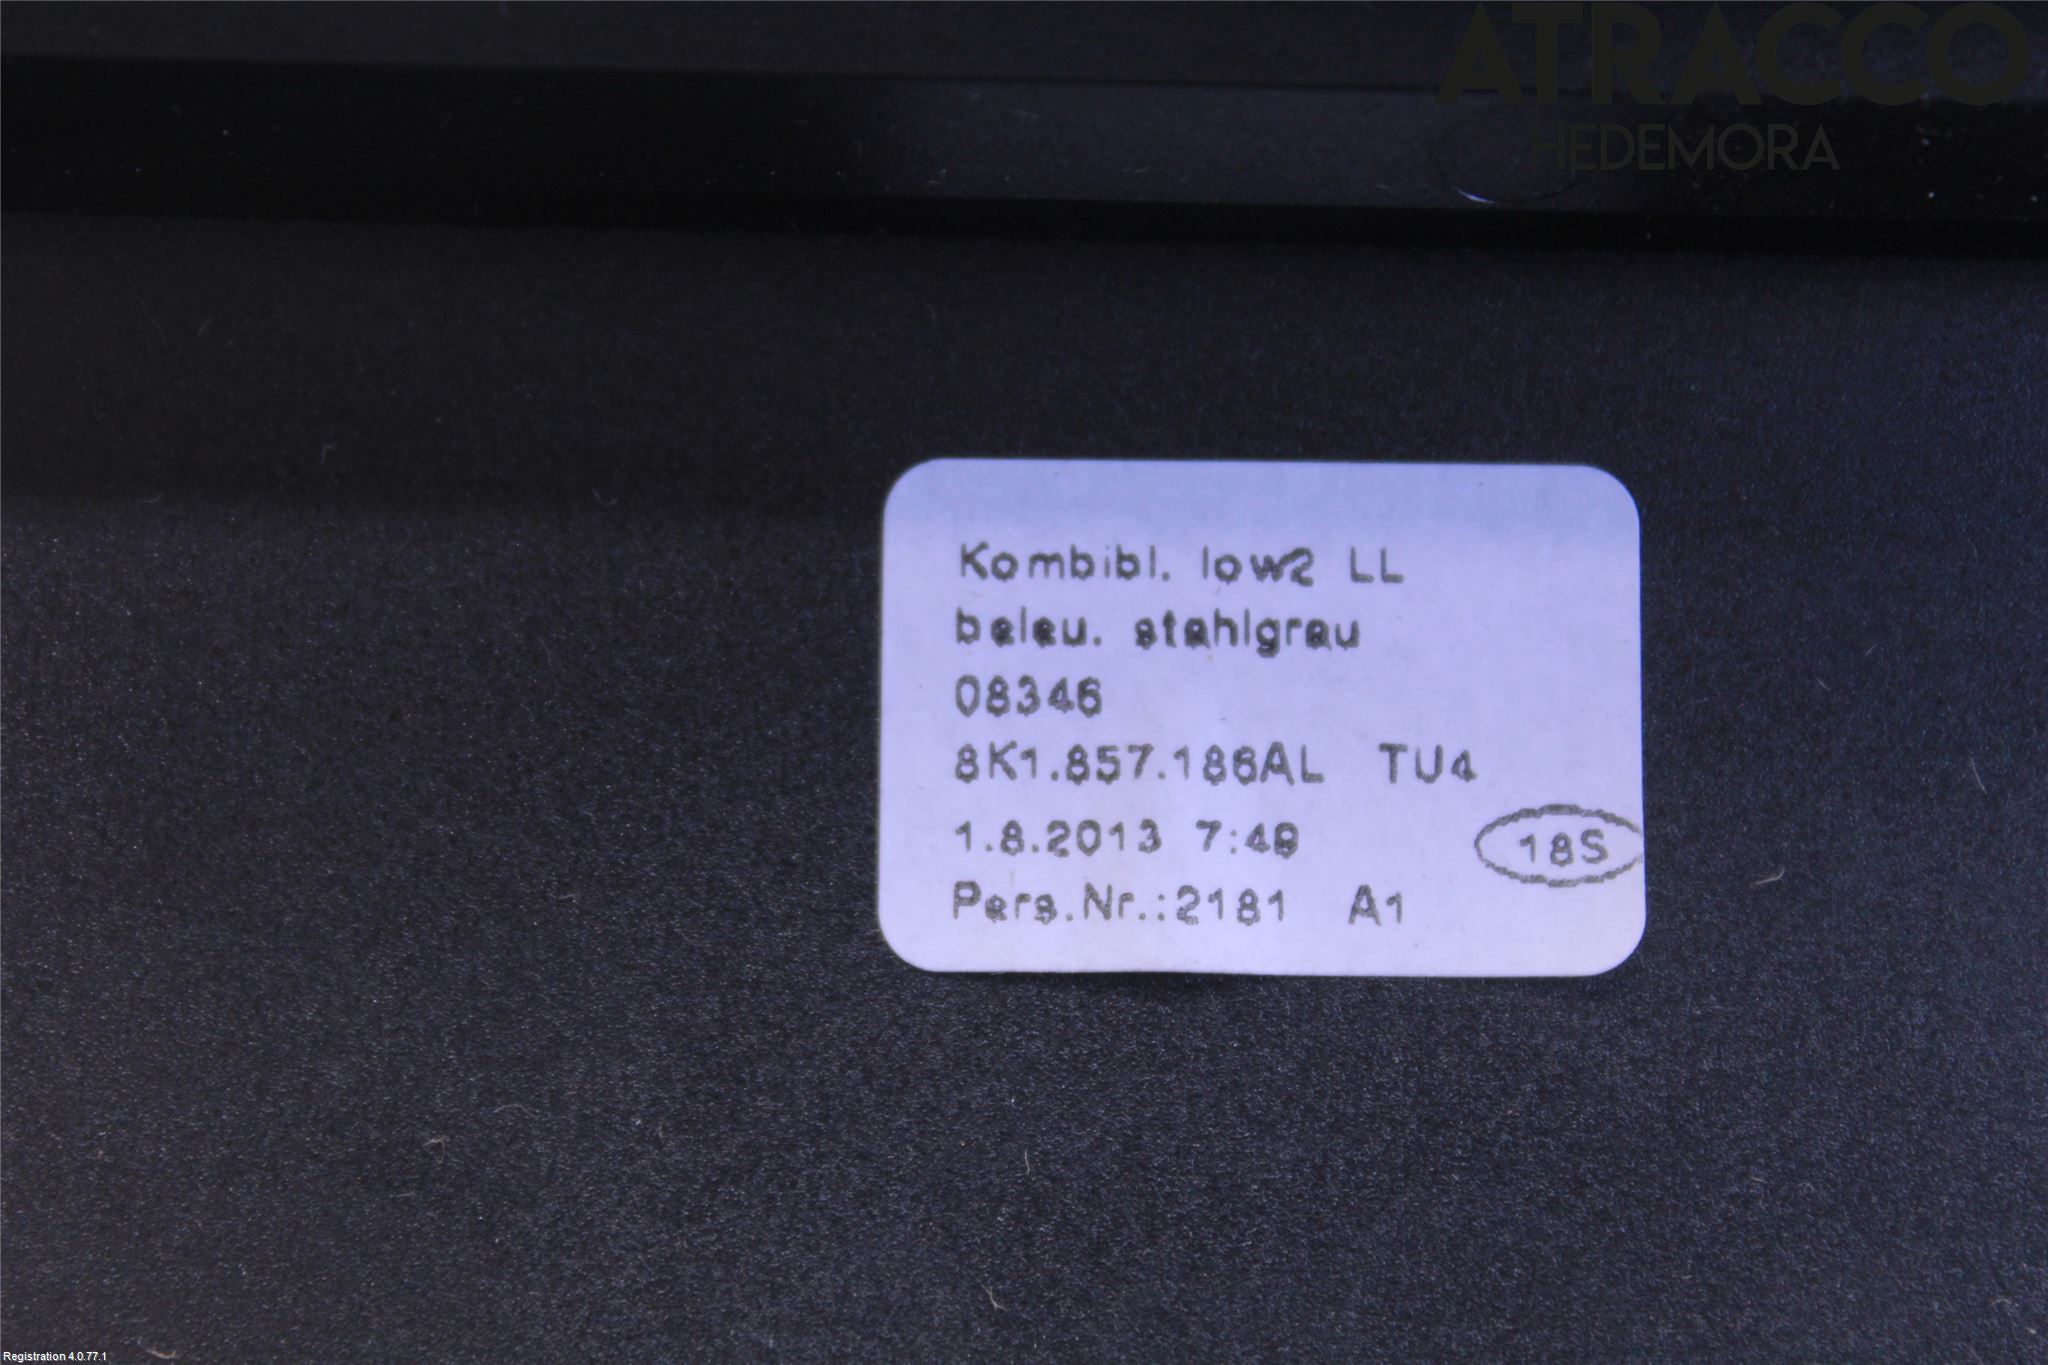 ATRACCO
HEDEMORA
Kombibl. low2 LL
beleu. stahlgrau
08346
8K1.857.186AL TU4
1.8.2013 7:49
18S
Pers.Nr.:2181 A1
Registration 4.0.77.1